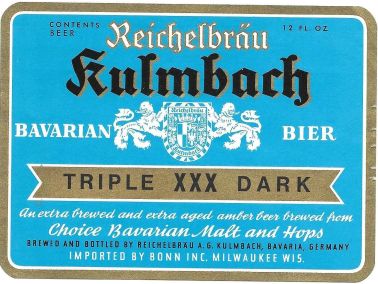 CONTENTS
BEER
12 FL. OZ
Reichelbräu
Kulmbach
BAVARIAN BIER
Reichelbräu
Kulmbach
TRIPLE XXX DARK
An extra brewed and extra aged amber beer brewed from
Choice Bavarian Malt and Hops
BREWED AND BOTTLED BY REICHELBRÄU A.G. KULMBACH, BAVARIA, GERMANY
IMPORTED BY BONN INC. MILWAUKEE WIS.